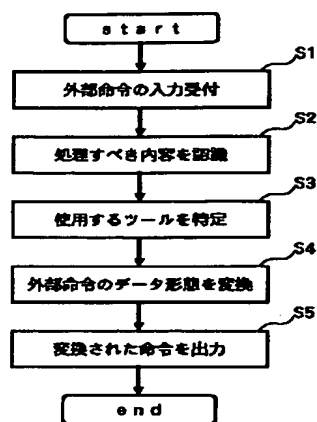 start
S1
外部命令の入力受付
S2
処理すべき内容を認識
S3
使用するツールを特定
S4
外部命令のデータ形態を変換
S5
変換された命令を出力
end